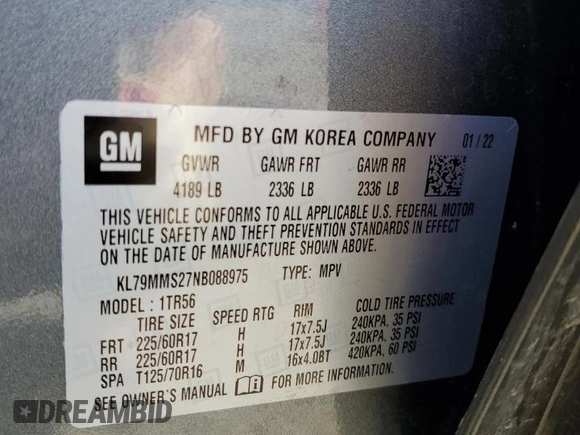 GM
MFD BY GM KOREA COMPANY 01 / 22
GVWR GAWR FRT GAWR RR
4189 LB 2336 LB 2336 LB
THIS VEHICLE CONFORMS TO ALL APPLICABLE U.S. FEDERAL MOTOR
VEHICLE SAFETY AND THEFT PREVENTION STANDARDS IN EFFECT
ON THE DATE OF MANUFACTURE SHOWN ABOVE.
KL79MMS27NB088975 TYPE: MPV
MODEL : 1TR56
TIRE SIZE SPEED RTG RIM COLD TIRE PRESSURE
FRT 225/60R17 H 17x7.5J 240KPA, 35 PSI
RR 225/60R17 H 17x7.5J 240KPA, 35 PSI
SPA T125/70R16 M 16x4.0BT 420KPA, 60 PSI
SEE OWNER'S MANUAL FOR MORE INFORMATION.
DREAMBID